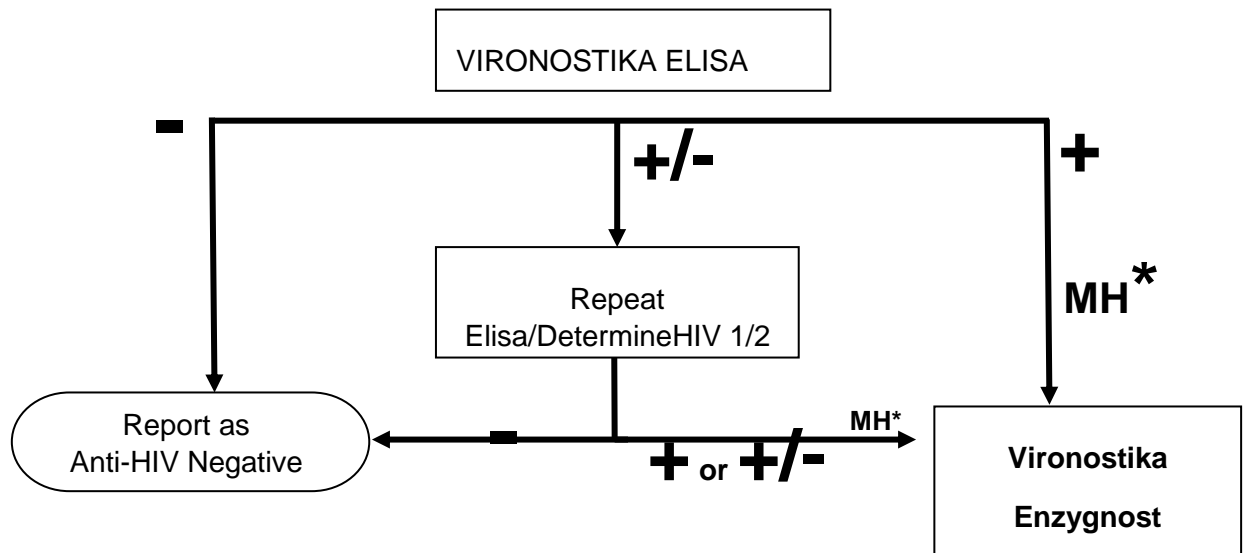 VIRONOSTIKA ELISA
-
+/-
+
MH*
Repeat
Elisa/DetermineHIV 1/2
Report as
Anti-HIV Negative
-
+ or +/-
MH*
Vironostika
Enzygnost